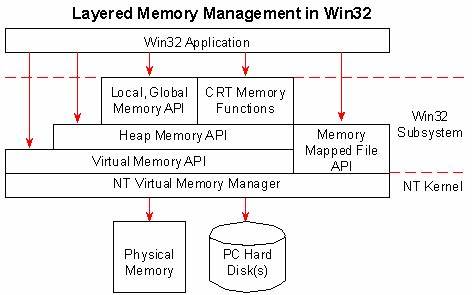 Layered Memory Management in Win32
Win32 Application
Local, Global
Memory API
CRT Memory
Functions
Win32
Subsystem
Heap Memory API
Memory
Mapped File
API
Virtual Memory API
NT Virtual Memory Manager
NT Kernel
Physical
Memory
PC Hard
Disk(s)